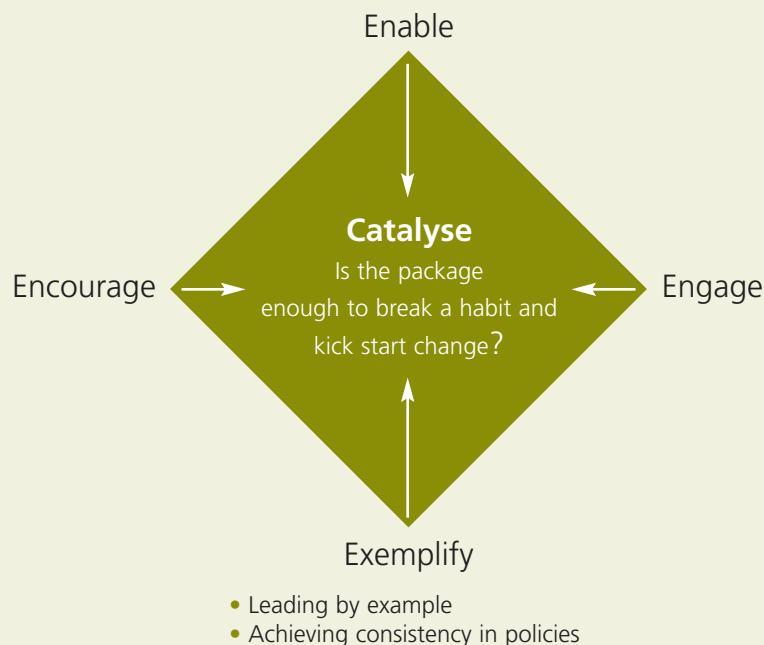 Enable
Catalyse
Is the package
enough to break a habit and
kick start change?
Encourage
Engage
Exemplify
• Leading by example
• Achieving consistency in policies